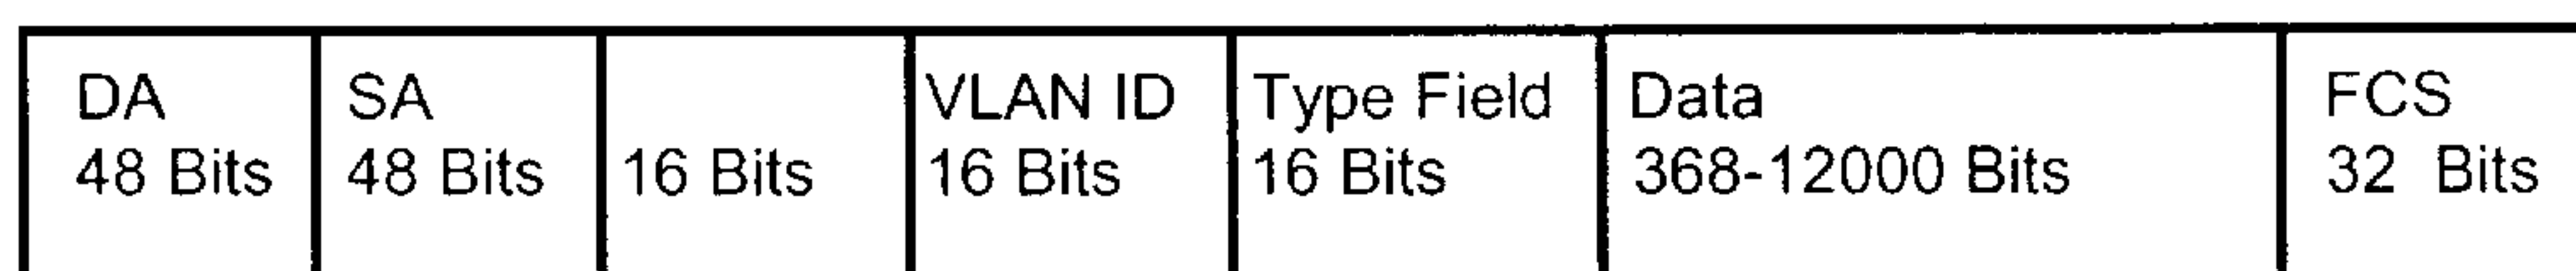 DA SA VLAN ID Type Field Data FCS
48 Bits 48 Bits 16 Bits 16 Bits 16 Bits 368-12000 Bits 32 Bits